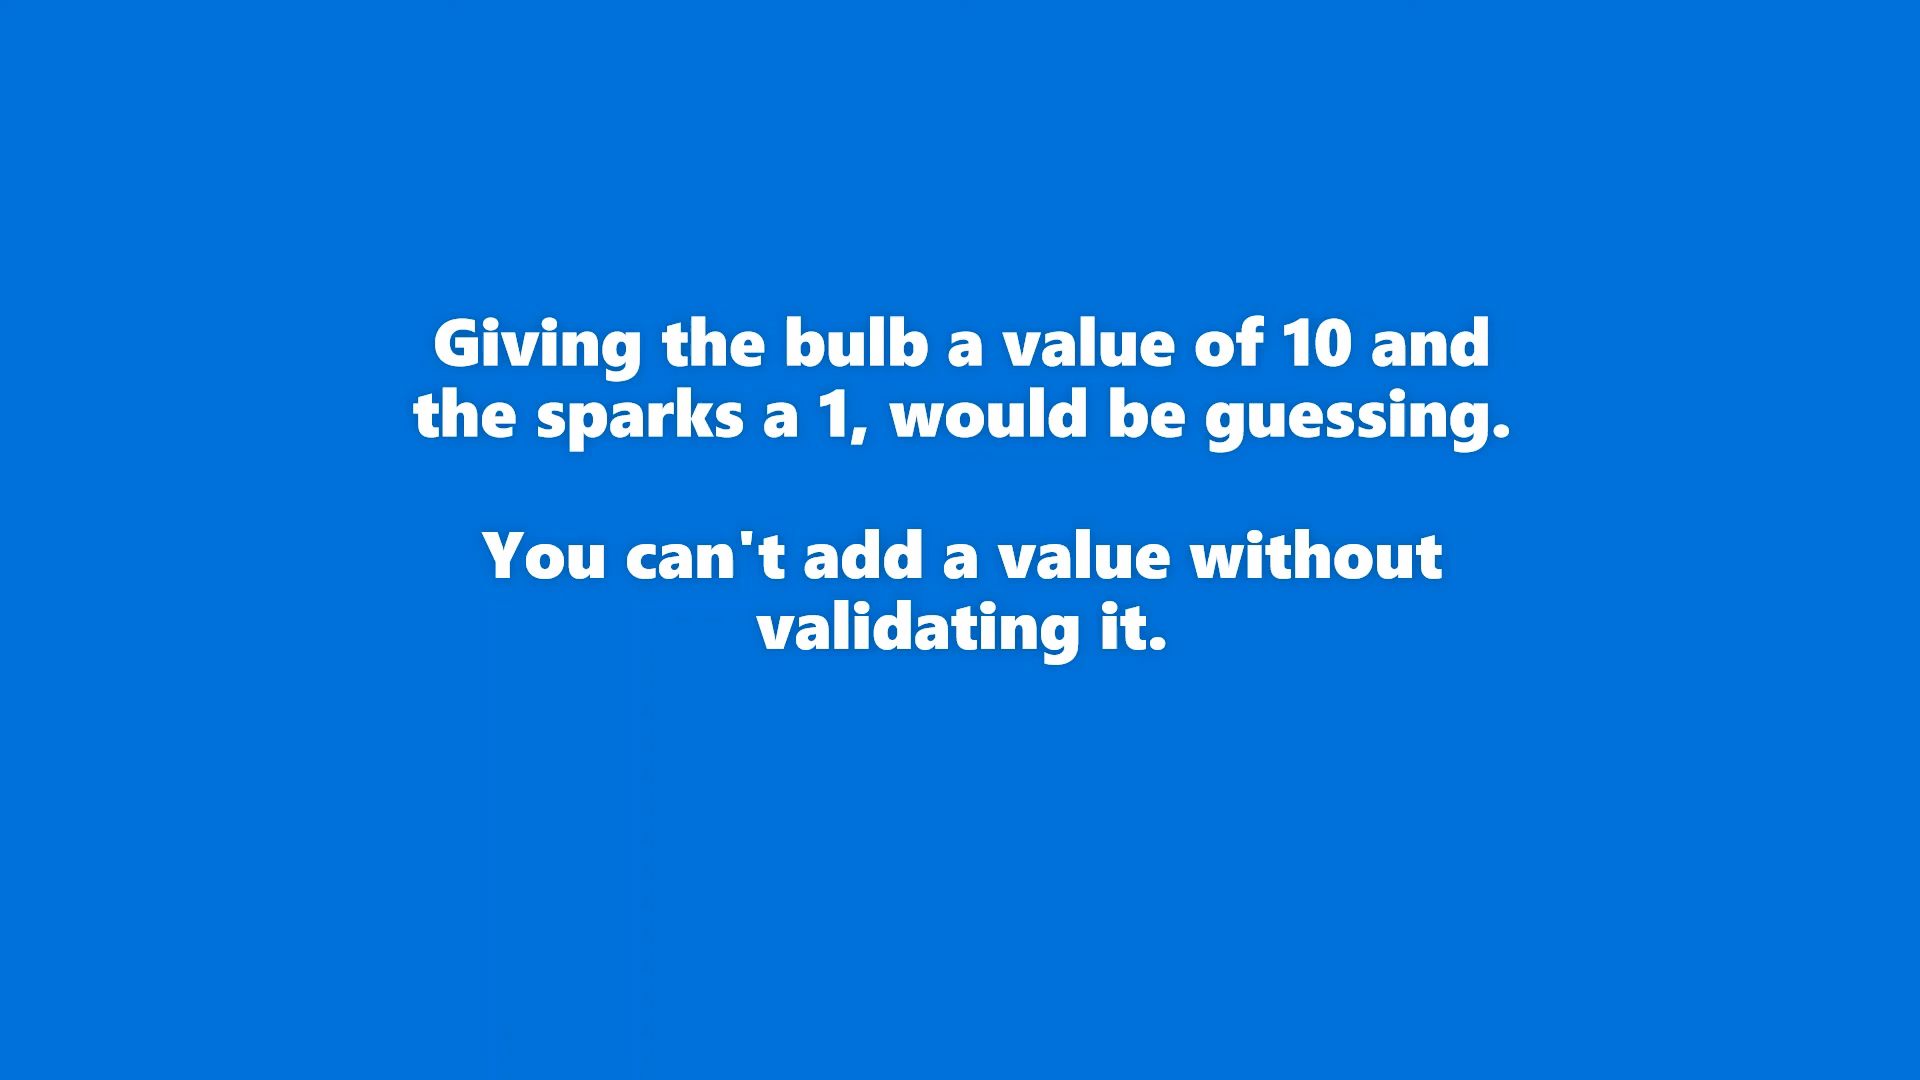 Giving the bulb a value of 10 and
the sparks a 1, would be guessing.
You can't add a value without
validating it.